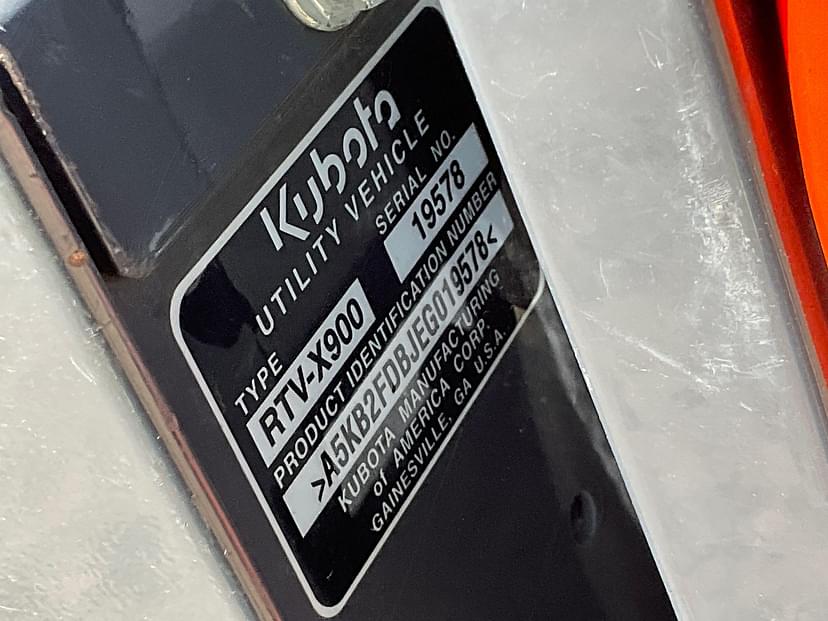 Kubota
UTILITY VEHICLE
TYPE SERIAL NO.
RTV-X900 19578
PRODUCT IDENTIFICATION NUMBER
>A5KB2FDBJEG019578<
KUBOTA MANUFACTURING
of AMERICA CORP.
GAINESVILLE, GA U.S.A.